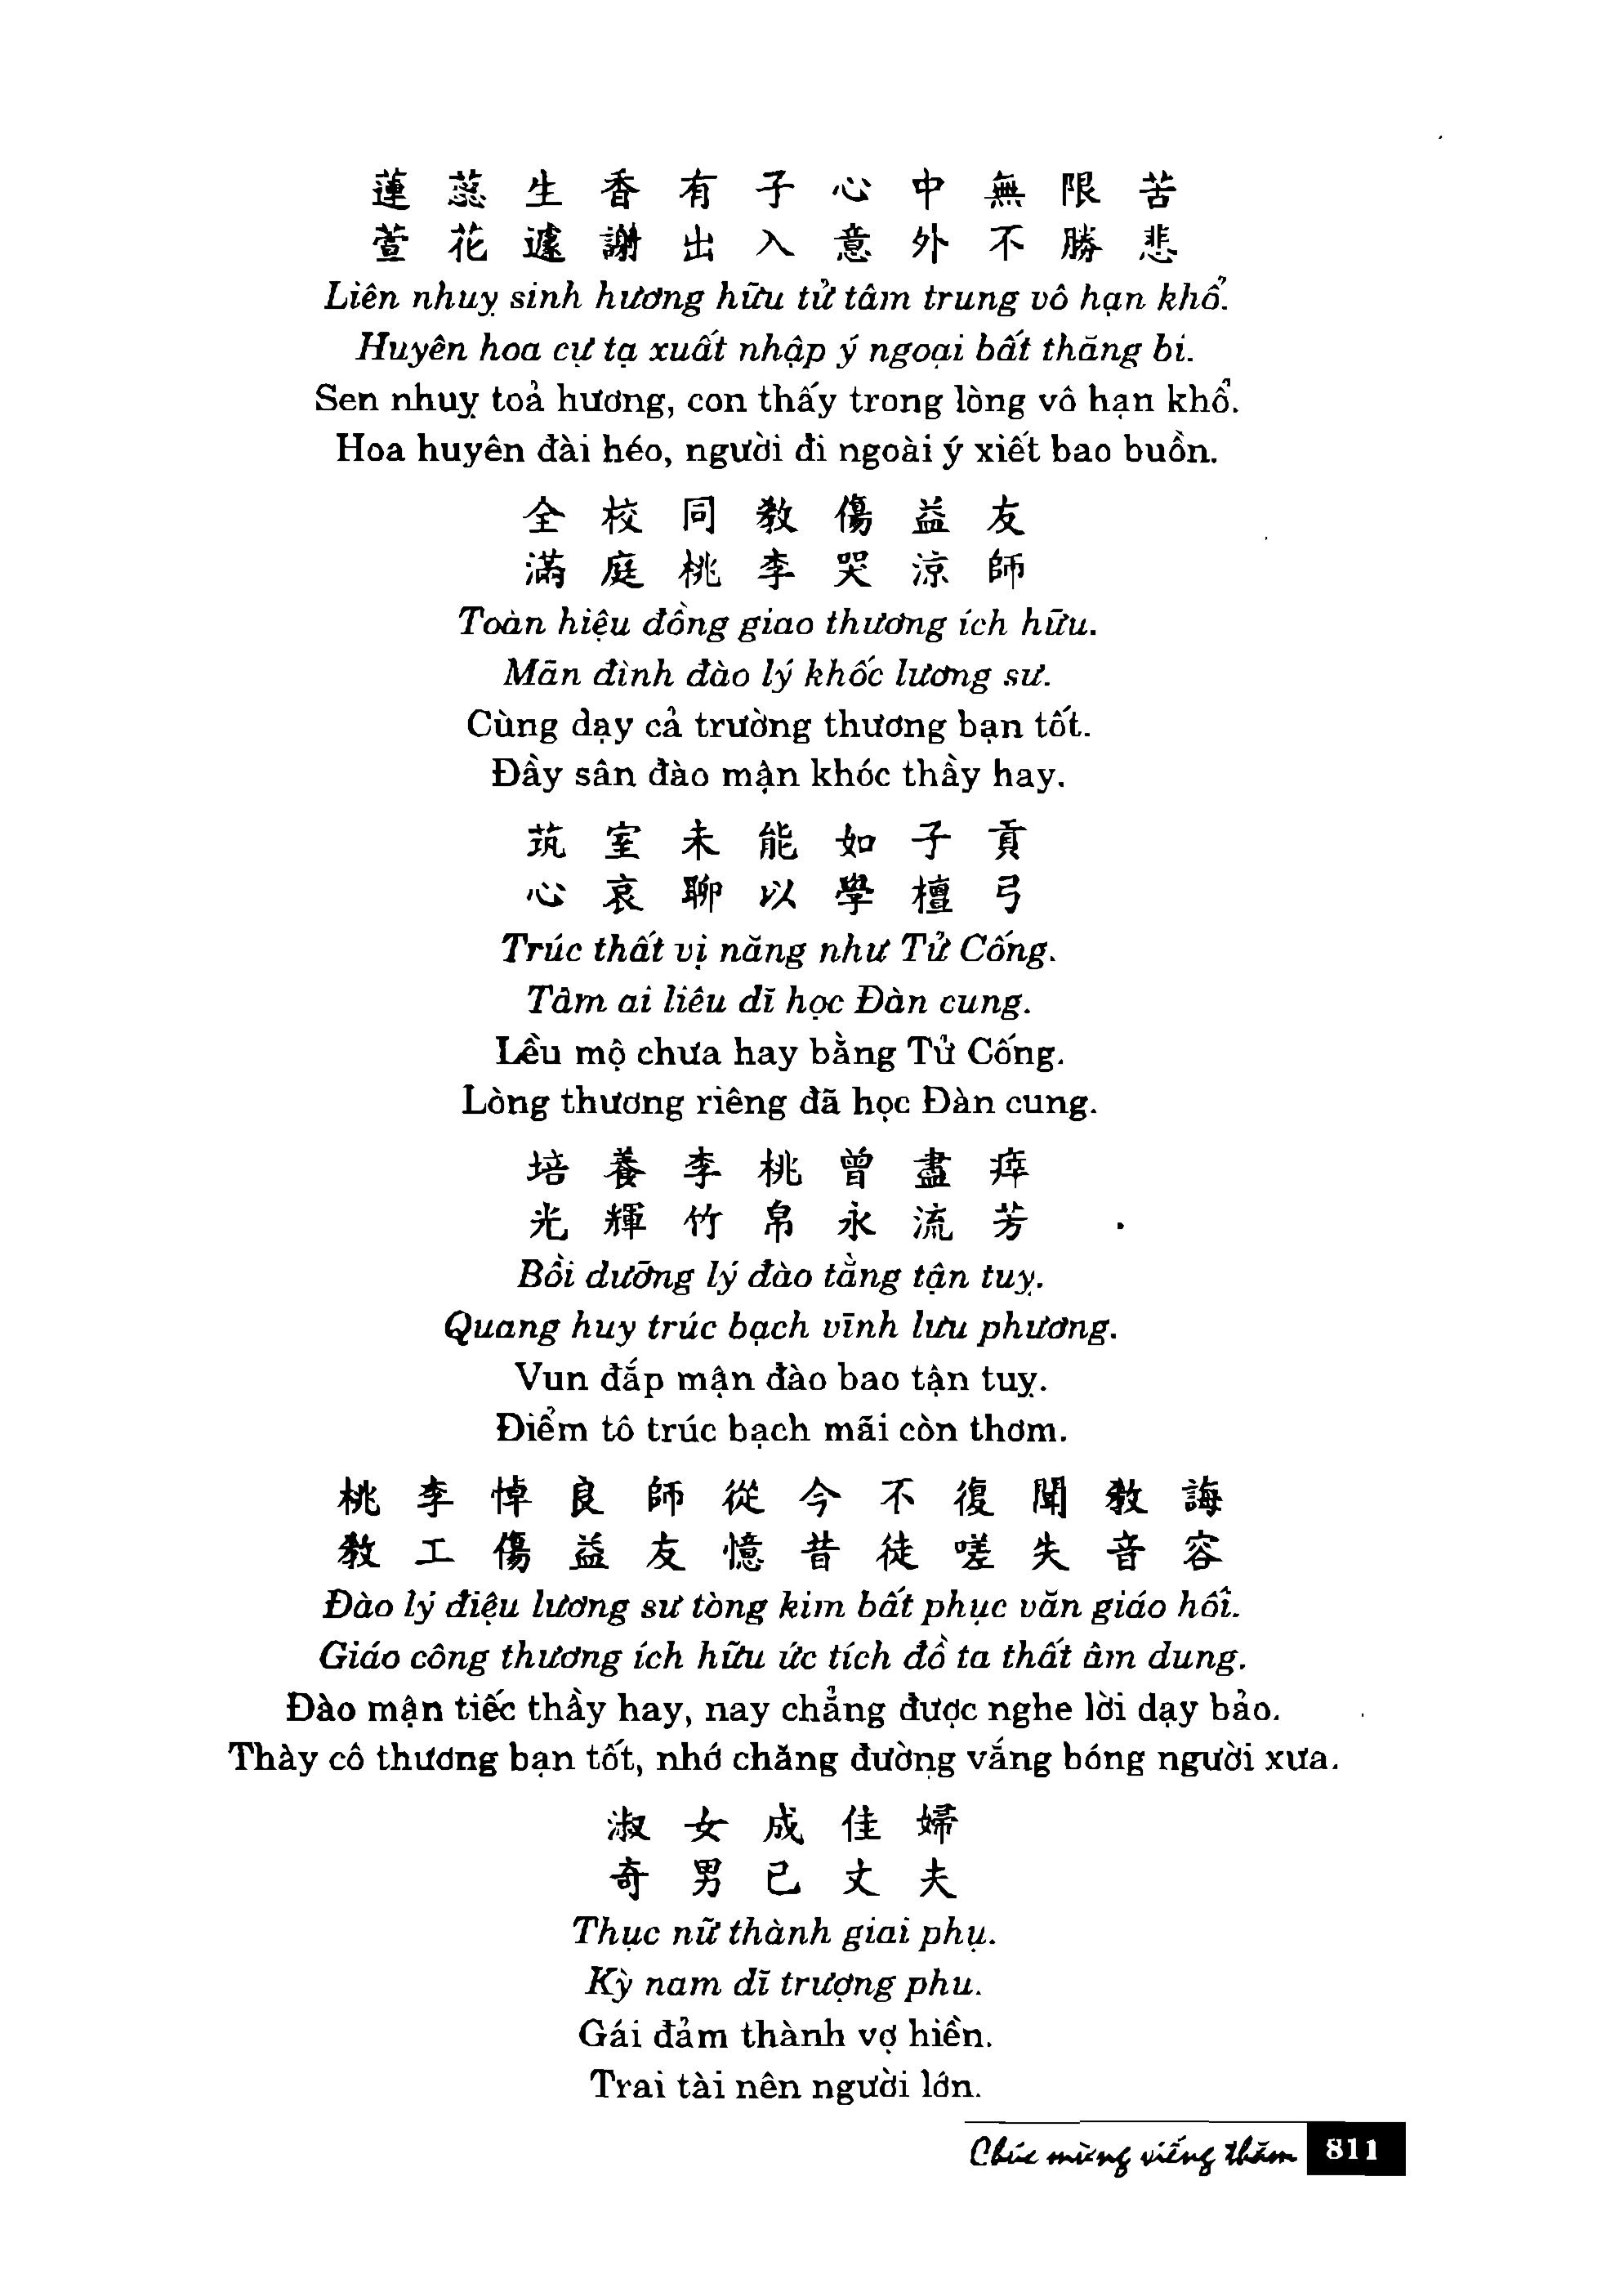 蓮蕊生香有子心中無限苦
萱花遽謝出入意外不勝悲
Liên nhuỵ sinh hương hữu tử tâm trung vô hạn khổ.
Huyên hoa cự tạ xuất nhập ý ngoại bất thăng bi.
Sen nhuỵ toả hương, con thấy trong lòng vô hạn khổ.
Hoa huyên đài héo, người đi ngoài ý xiết bao buồn.
全校同教傷益友
滿庭桃李哭涼師
Toàn hiệu đồng giao thương ích hữu.
Mãn đình đào lý khốc lương sư.
Cùng dạy cả trường thương bạn tốt.
Đầy sân đào mận khóc thầy hay.
筑室未能如子貢
心哀聊以學檀弓
Trúc thất vị năng như Tử Cống.
Tâm ai liêu dĩ học Đàn cung.
Lều mộ chưa hay bằng Tử Cống.
Lòng thương riêng đã học Đàn cung.
培養李桃曾盡瘁
光輝竹帛永流芳
Bồi dưỡng lý đào tằng tận tuỵ.
Quang huy trúc bạch vĩnh lưu phương.
Vun đắp mận đào bao tận tuỵ.
Điểm tô trúc bạch mãi còn thơm.
桃李悼良師從今不復聞教誨
教工傷益友憶昔徒嗟失音容
Đào lý điệu lương sư tòng kim bất phục văn giáo hối.
Giáo công thương ích hữu ức tích đồ ta thất âm dung.
Đào mận tiếc thầy hay, nay chẳng được nghe lời dạy bảo.
Thày cô thương bạn tốt, nhớ chăng đường vắng bóng người xưa.
淑女成佳婦
奇男已丈夫
Thục nữ thành giai phụ.
Kỳ nam dĩ trượng phu.
Gái đảm thành vợ hiền.
Trai tài nên người lớn.
Chúc mừng viếng thăm 811